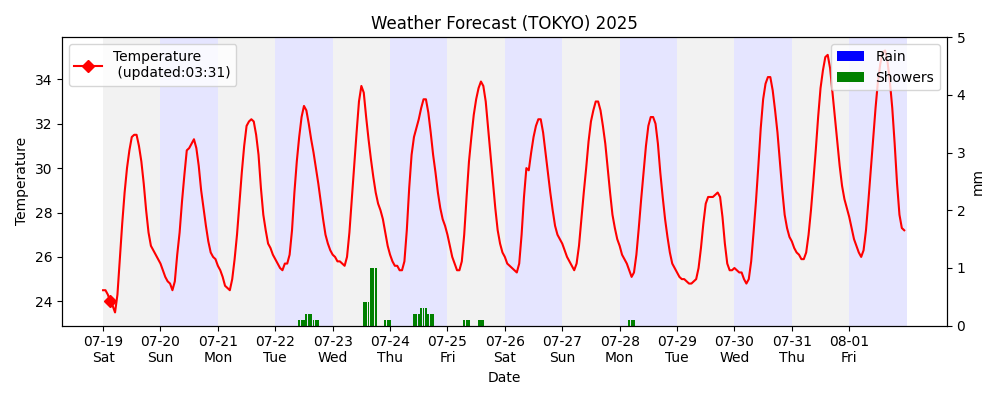 Weather Forecast (TOKYO) 2025
Temperature
(updated:03:31)
Rain
Showers
Temperature
34
32
30
28
26
24
5
4
3
2
1
0
mm
07-19 07-20 07-21 07-22 07-23 07-24 07-25 07-26 07-27 07-28 07-29 07-30 07-31 08-01
Sat Sun Mon Tue Wed Thu Fri Sat Sun Mon Tue Wed Thu Fri
Date